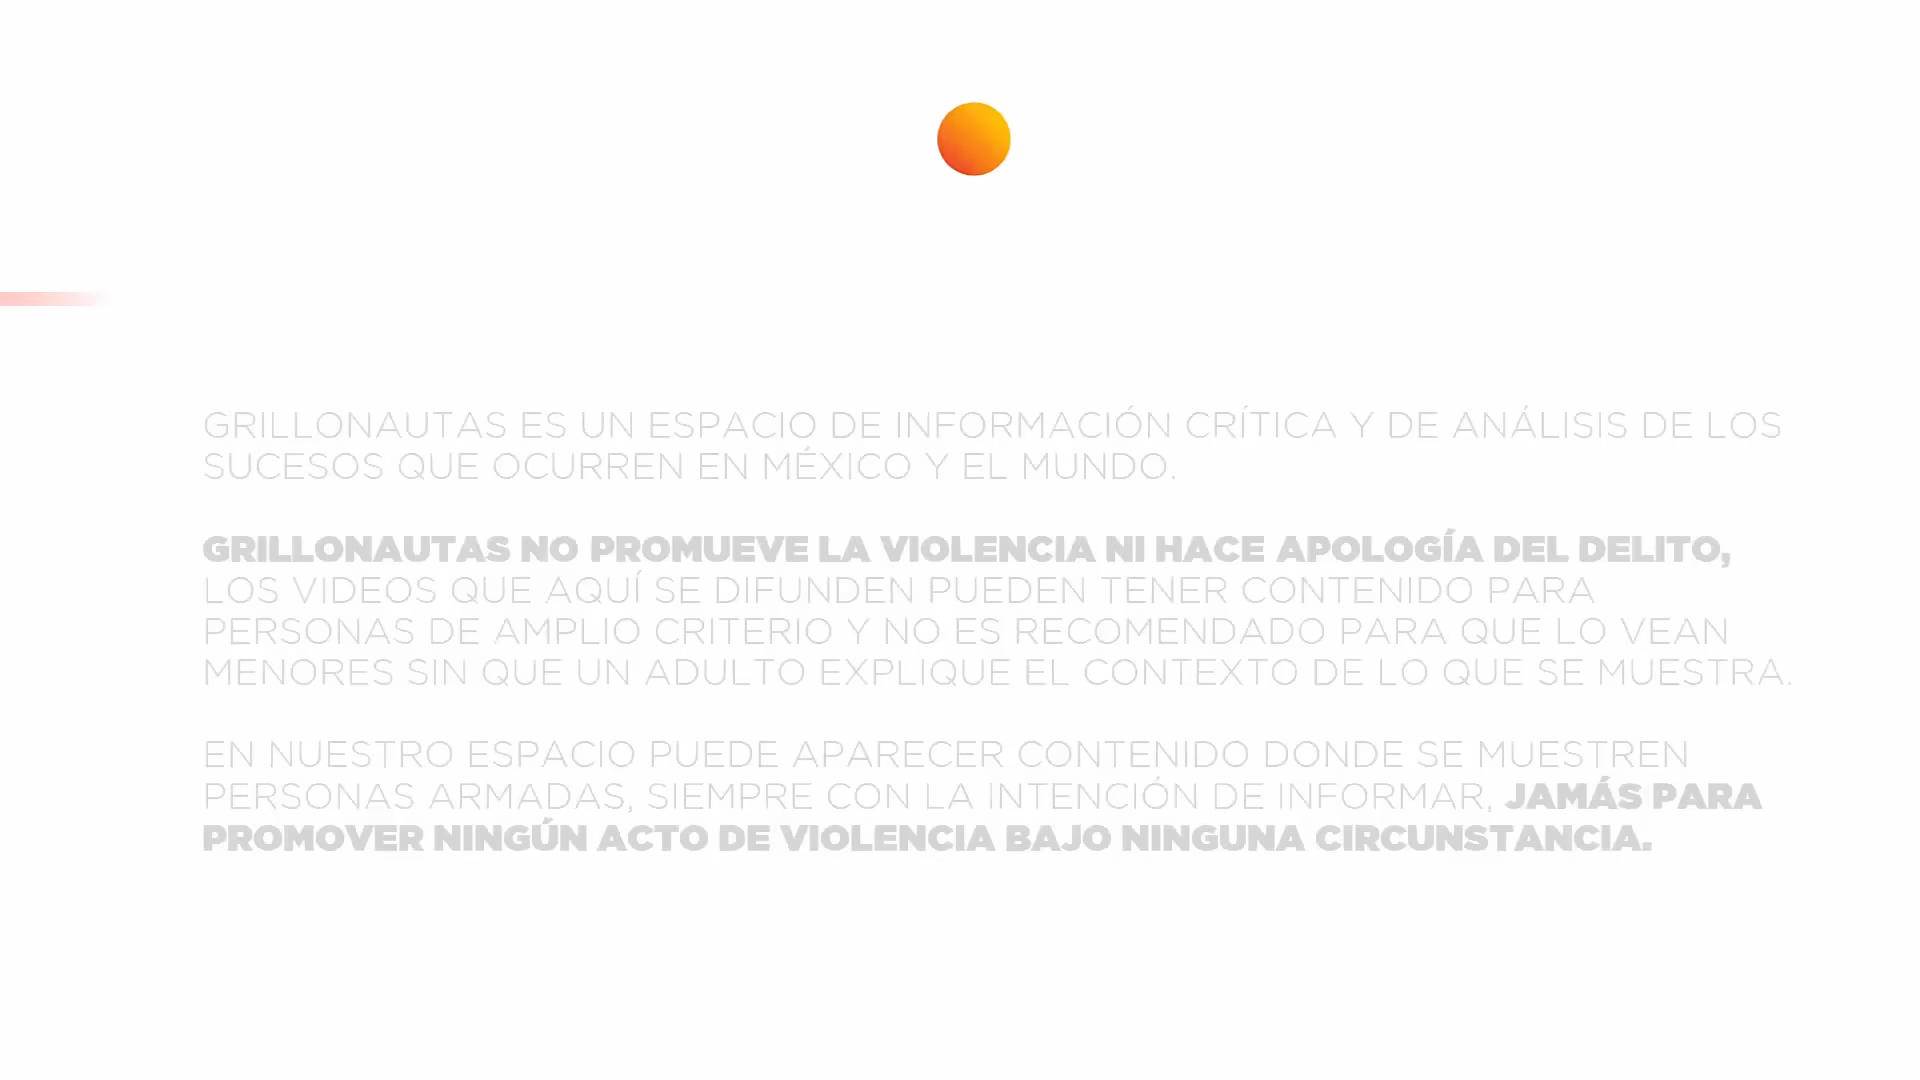 GRILLONAUTAS ES UN ESPACIO DE INFORMACIÓN CRÍTICA Y DE ANÁLISIS DE LOS
SUCESOS QUE OCURREN EN MÉXICO Y EL MUNDO.
GRILLONAUTAS NO PROMUEVE LA VIOLENCIA NI HACE APOLOGÍA DEL DELITO,
LOS VIDEOS QUE AQUÍ SE DIFUNDEN PUEDEN TENER CONTENIDO PARA
PERSONAS DE AMPLIO CRITERIO Y NO ES RECOMENDADO PARA QUE LO VEAN
MENORES SIN QUE UN ADULTO EXPLIQUE EL CONTEXTO DE LO QUE SE MUESTRA.
EN NUESTRO ESPACIO PUEDE APARECER CONTENIDO DONDE SE MUESTREN
PERSONAS ARMADAS, SIEMPRE CON LA INTENCIÓN DE INFORMAR, JAMÁS PARA
PROMOVER NINGÚN ACTO DE VIOLENCIA BAJO NINGUNA CIRCUNSTANCIA.